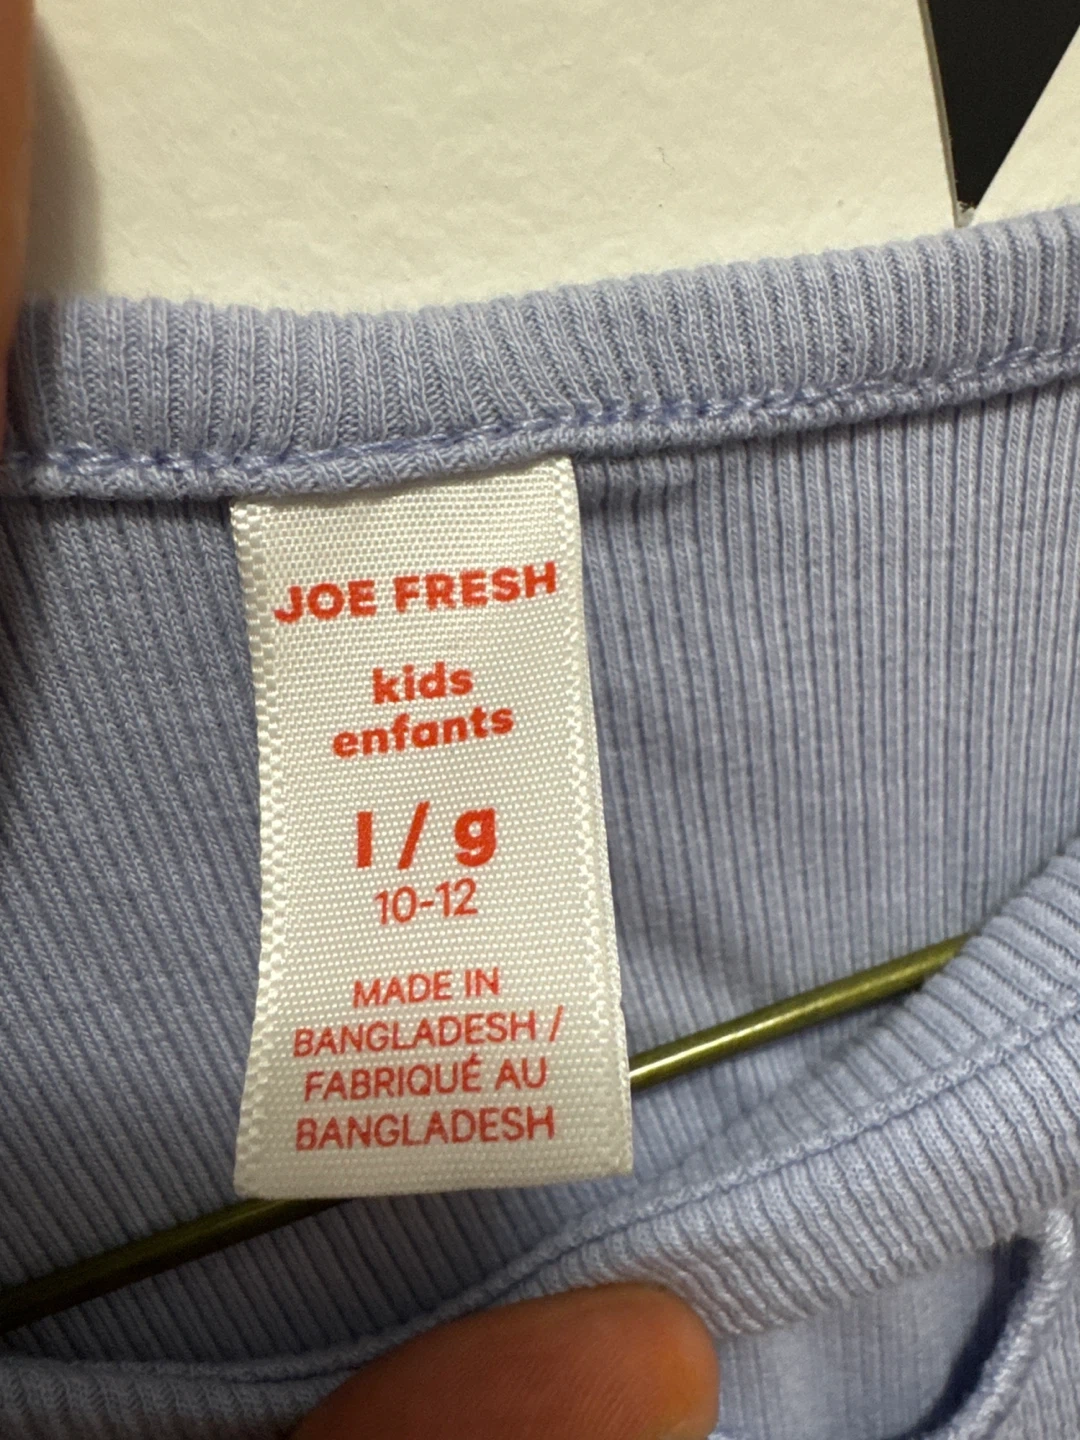 JOE FRESH
kids
enfants
l / g
10-12
MADE IN
BANGLADESH /
FABRIQUÉ AU
BANGLADESH